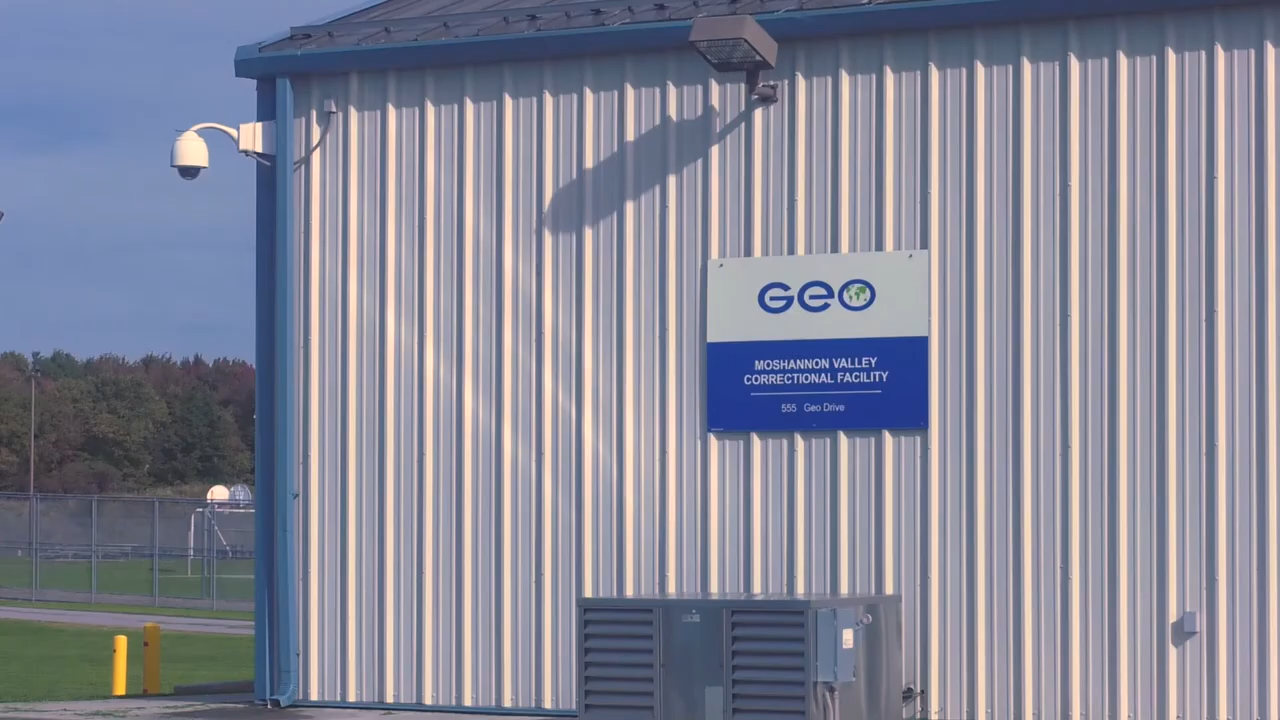 GEO
MOSHANNON VALLEY
CORRECTIONAL FACILITY
555 Geo Drive